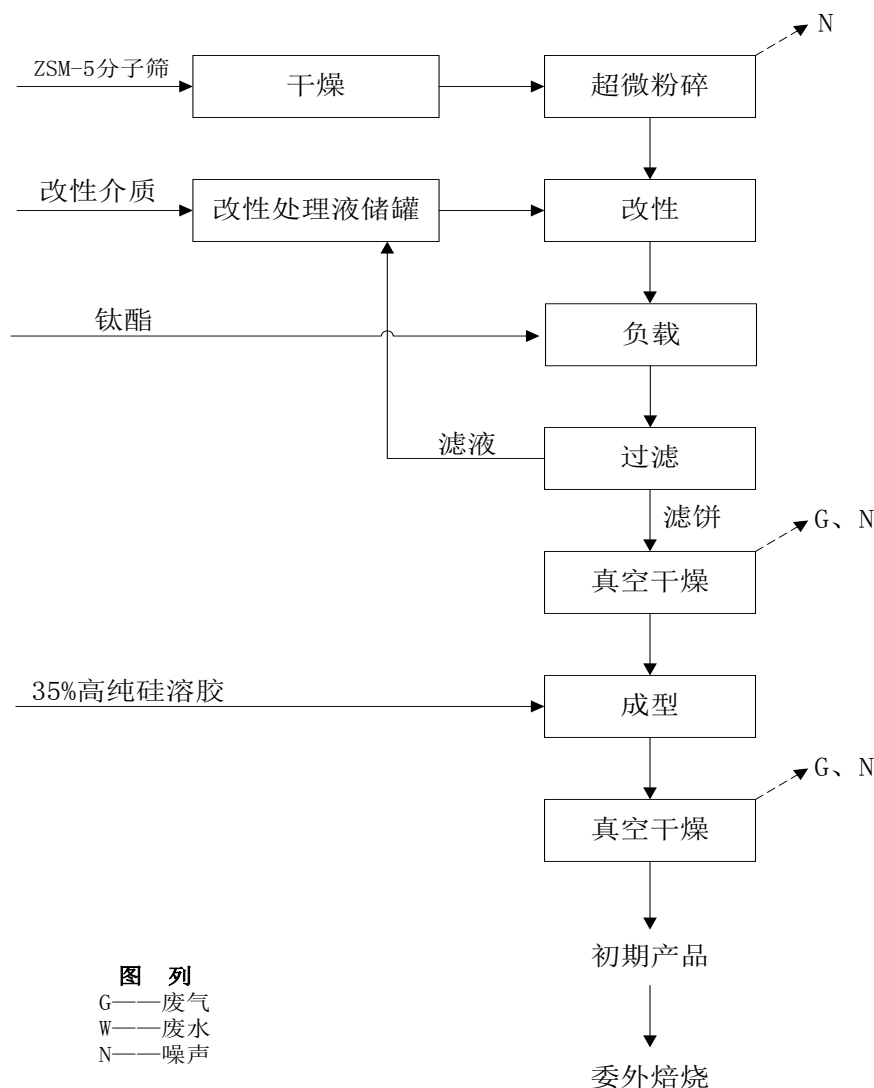 N
ZSM-5分子筛
干燥
超微粉碎
改性介质
改性处理液储罐
改性
钛酯
负载
滤液
过滤
滤饼
G、N
真空干燥
35%高纯硅溶胶
成型
G、N
真空干燥
初期产品
图 列
G——废气
W——废水
N——噪声
委外焙烧